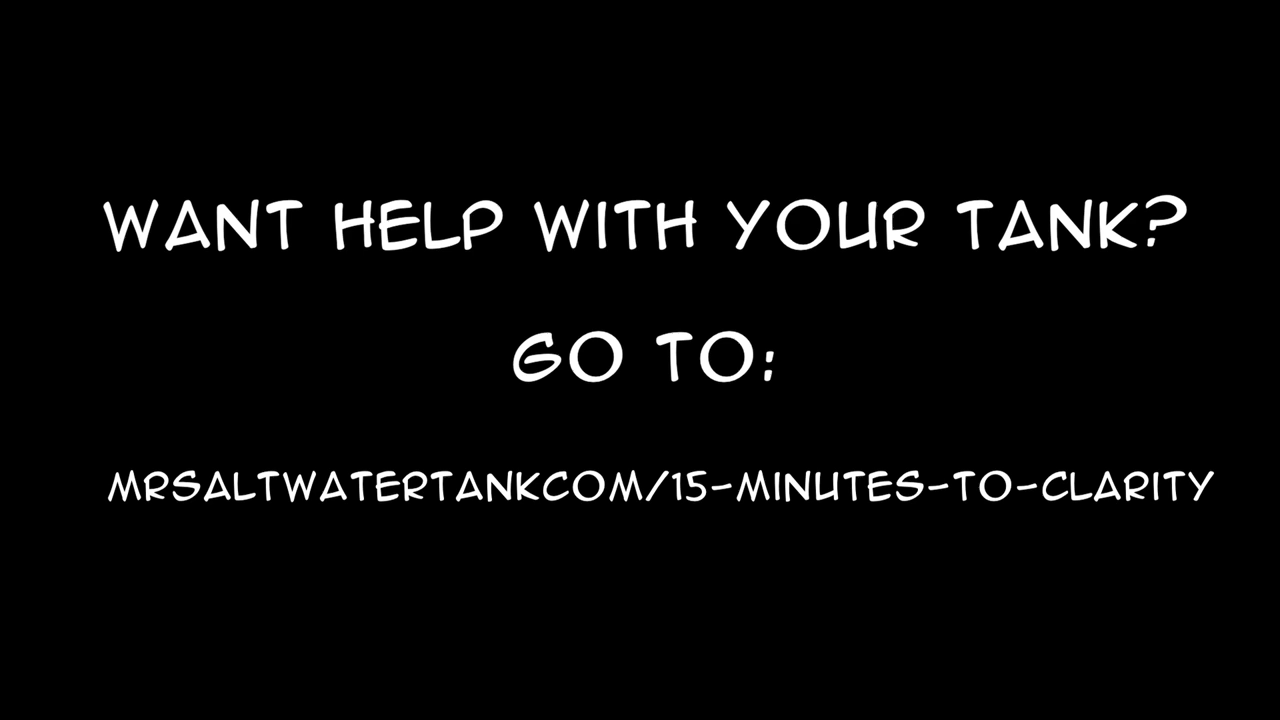 WANT HELP WITH YOUR TANK?
GO TO:
MRSALTWATERTANKCOM/15-MINUTES-TO-CLARITY